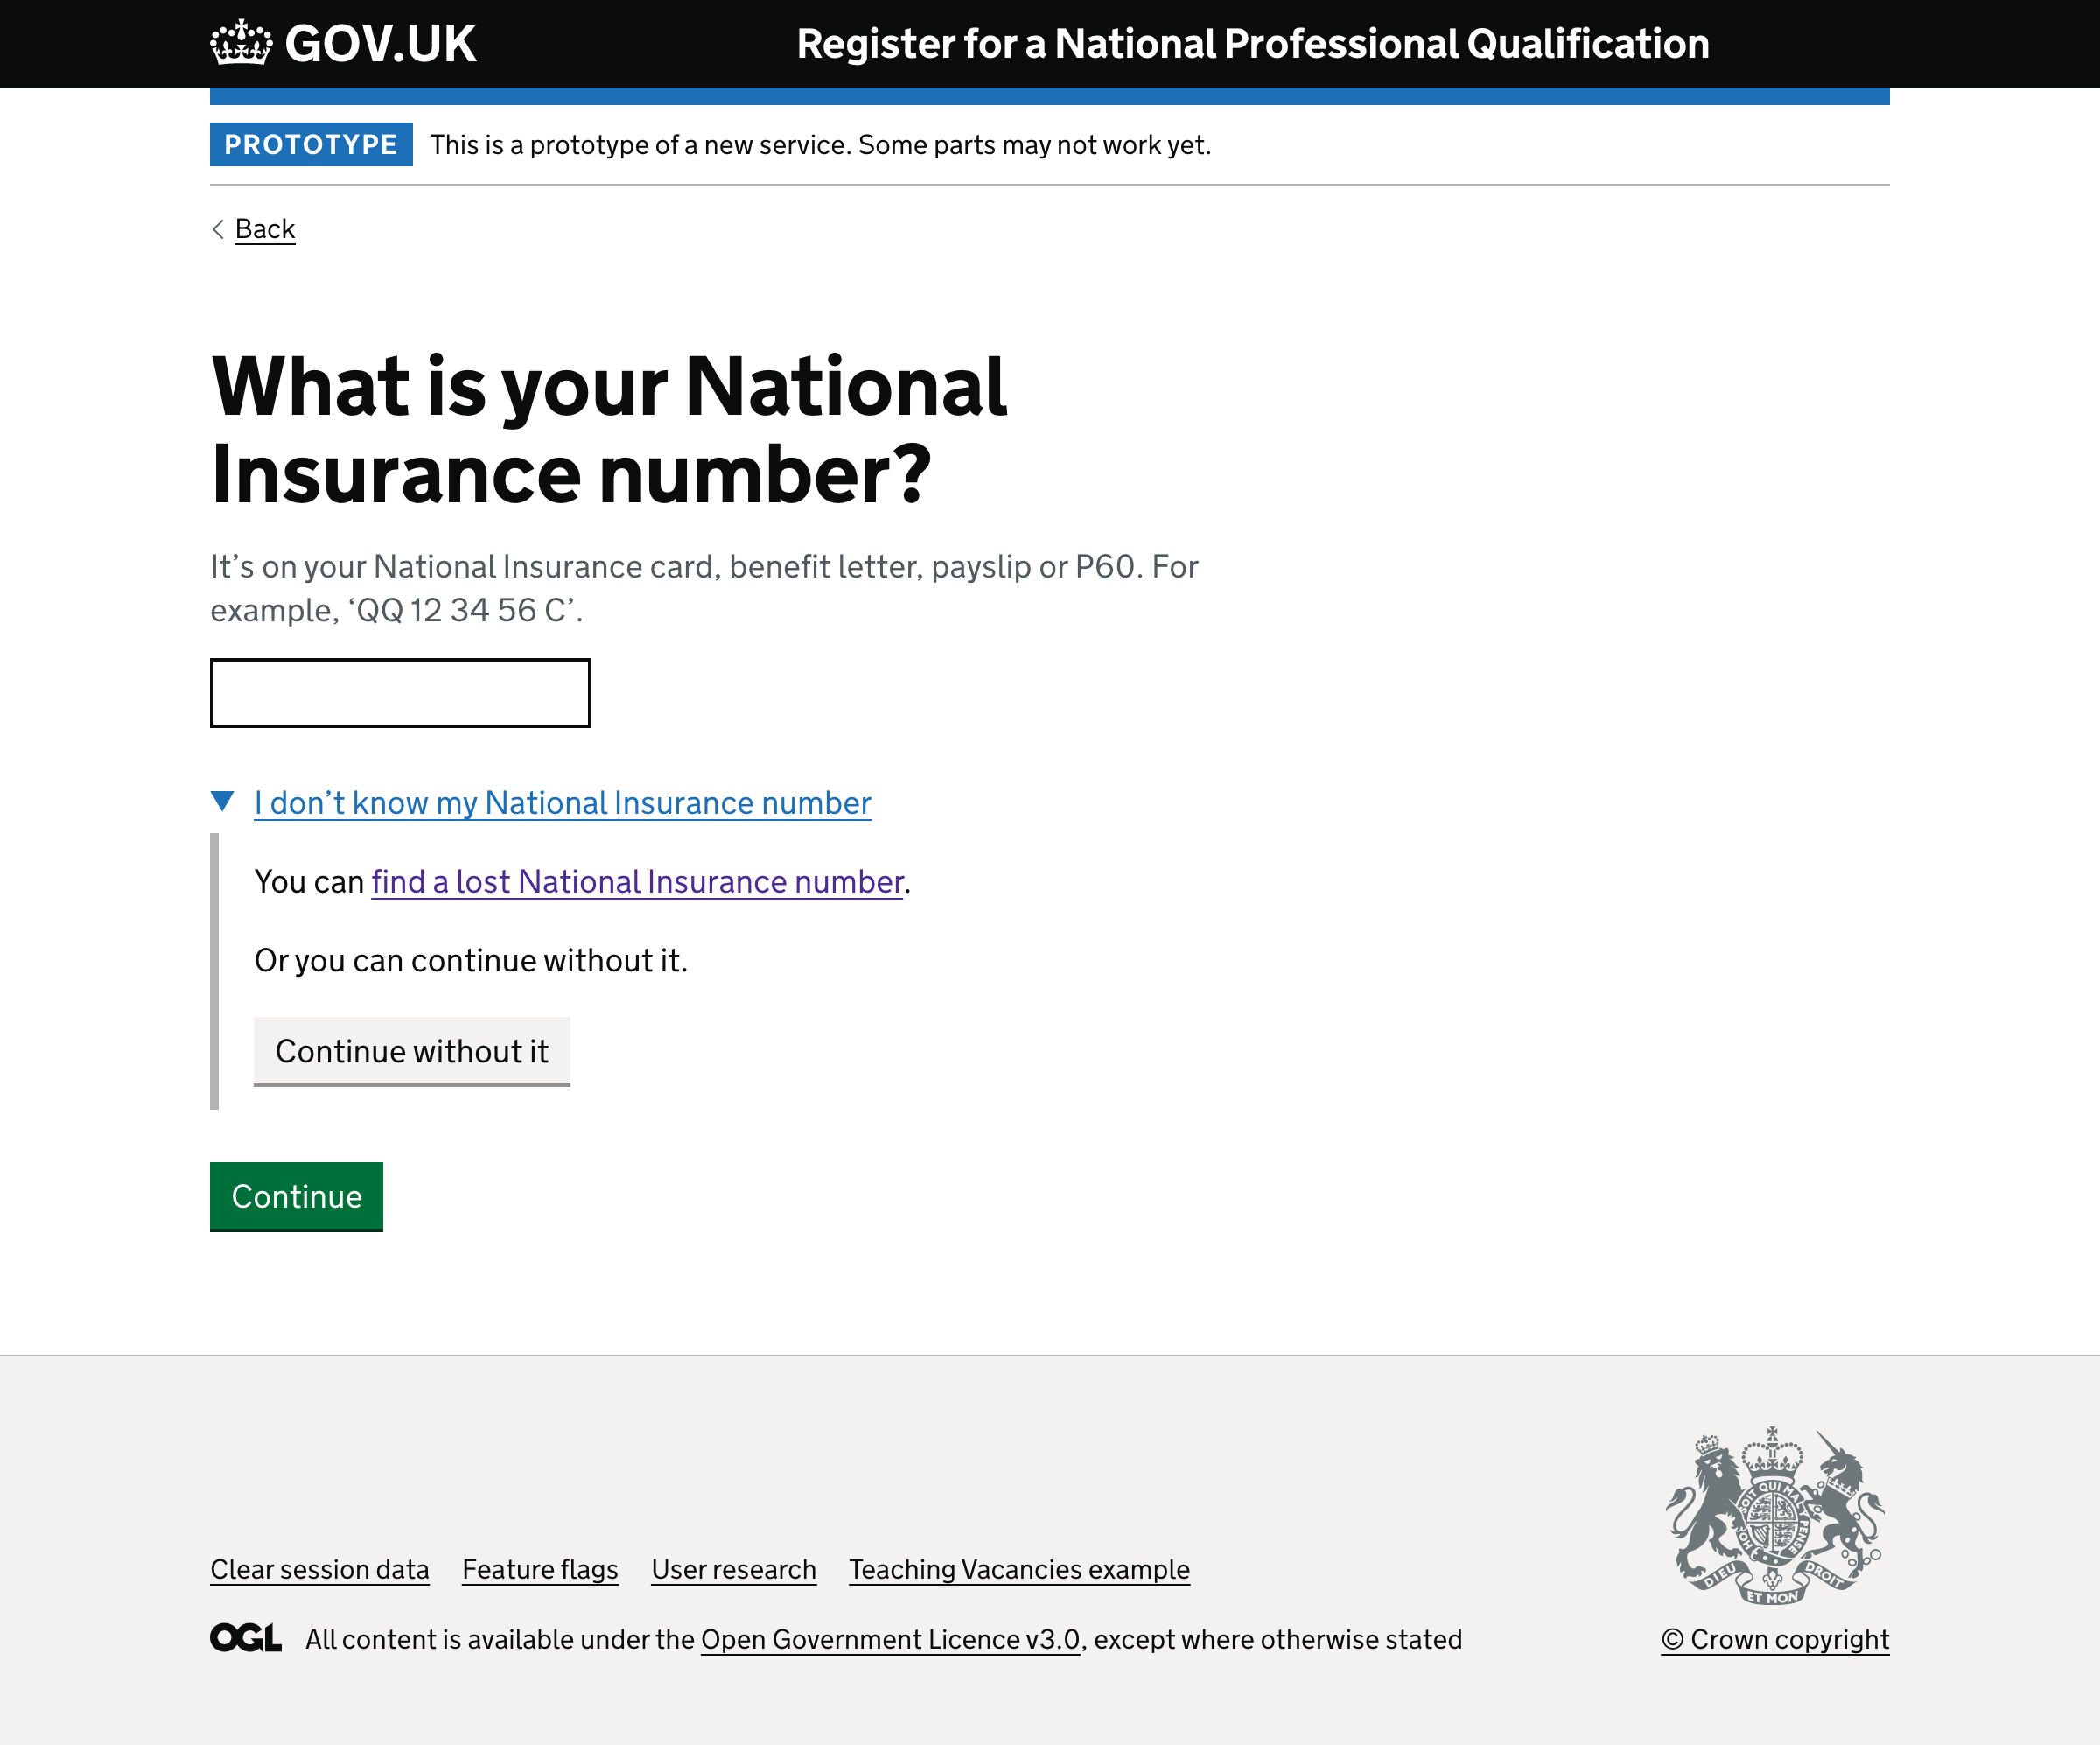 GOV.UK
Register for a National Professional Qualification
PROTOTYPE This is a prototype of a new service. Some parts may not work yet.
Back
What is your National
Insurance number?
It’s on your National Insurance card, benefit letter, payslip or P60. For
example, ‘QQ 12 34 56 C’.
I don’t know my National Insurance number
You can find a lost National Insurance number.
Or you can continue without it.
Continue without it
Continue
SOIT QUI MAL Y PENSE
HON
DIEU ET MON DROIT
Clear session data Feature flags User research Teaching Vacancies example
OGL All content is available under the Open Government Licence v3.0, except where otherwise stated
© Crown copyright